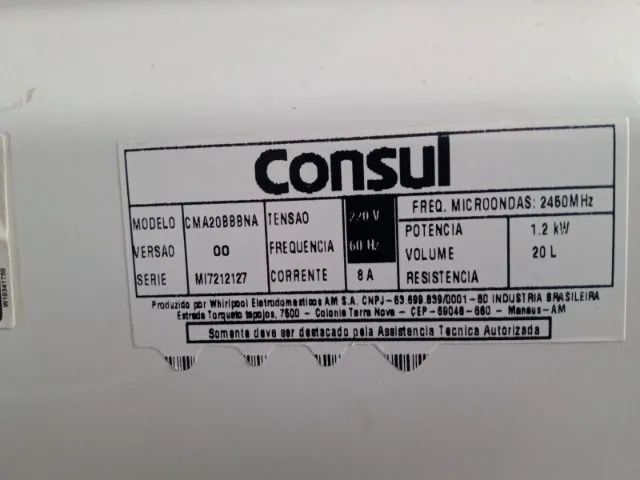 Consul
MODELO CMA20BBBNA TENSAO 220 V FREQ. MICROONDAS: 2450MHz
VERSAO 00 FREQUENCIA 60 Hz POTENCIA 1.2 kW
SERIE MI7212127 CORRENTE 8 A VOLUME 20 L
RESISTENCIA
Produzido por Whirlpool Eletrodomesticos AM S.A. CNPJ - 63.699.839/0001 - 80 INDUSTRIA BRASILEIRA
Estrada Torquato tapajos, 7500 - Colonia Terra Nova - CEP - 69048-660 - Manaus-AM
Somente deve ser destacado pela Assistencia Tecnica Autorizada
W10341750